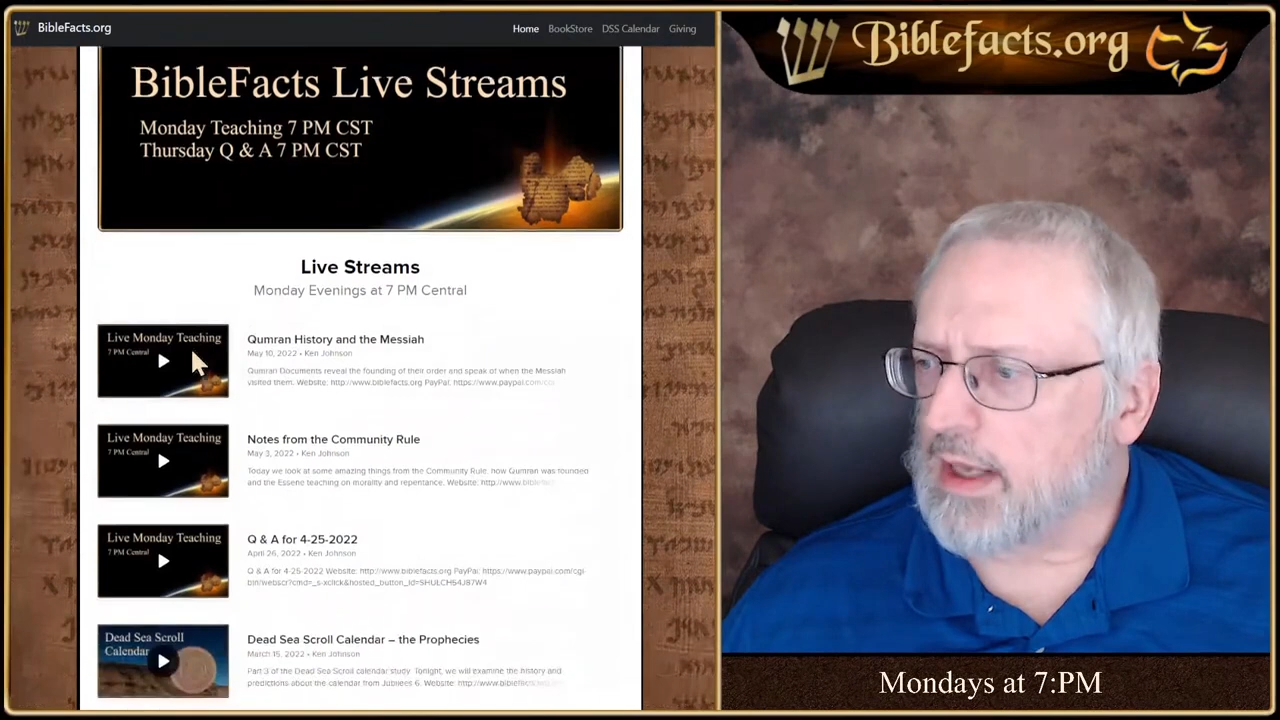 BibleFacts.org
Home BookStore DSS Calendar Giving
BibleFacts Live Streams
Monday Teaching 7 PM CST
Thursday Q & A 7 PM CST
Live Streams
Monday Evenings at 7 PM Central
Live Monday Teaching
7 PM Central
Qumran History and the Messiah
May 10, 2022 • Ken Johnson
Qumran Documents reveal the founding of their order and speak of when the Messiah
visited them. Website: http://www.biblefacts.org PayPal: https://www.paypal.com/cgi
Live Monday Teaching
7 PM Central
Notes from the Community Rule
May 3, 2022 • Ken Johnson
Today we look at some amazing things from the Community Rule: how Qumran was founded
and the Essene teaching on morality and repentance. Website: http://www.biblefact
Live Monday Teaching
7 PM Central
Q & A for 4-25-2022
April 26, 2022 • Ken Johnson
Q & A for 4-25-2022 Website: http://www.biblefacts.org PayPal: https://www.paypal.com/cgi-
bin/webscr?cmd=_s-xclick&hosted_button_id=SHULCHS4J87W4
Dead Sea Scroll
Calendar
Dead Sea Scroll Calendar – the Prophecies
March 15, 2022 • Ken Johnson
Part 3 of the Dead Sea Scroll calendar study. Tonight, we will examine the history and
predictions about the calendar from Jubilees 6. Website: http://www.biblefacts.org
Biblefacts.org
Mondays at 7:PM